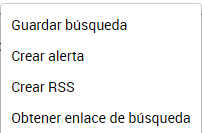 Guardar búsqueda
Crear alerta
Crear RSS
Obtener enlace de búsqueda